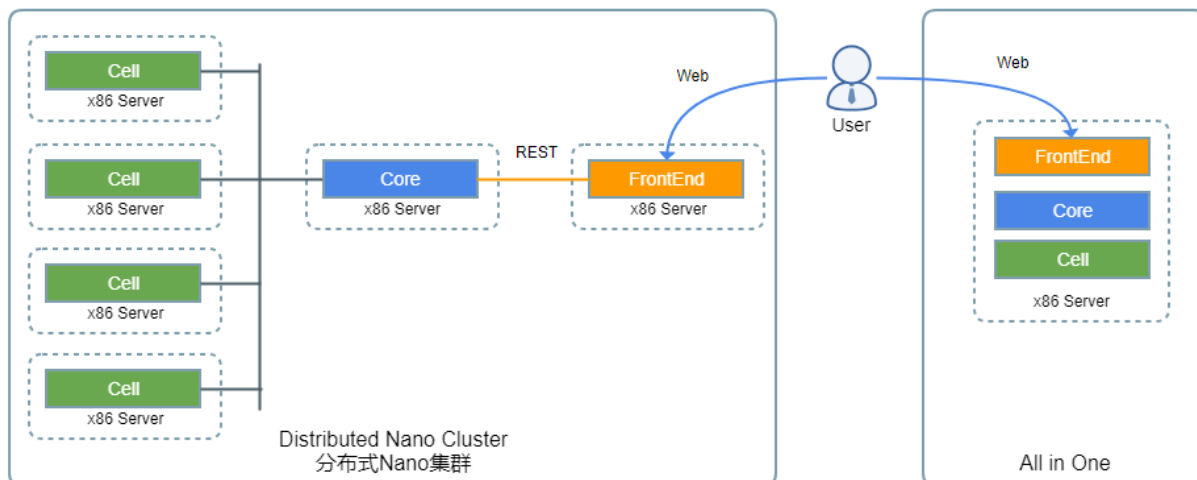 Cell
x86 Server
Cell
x86 Server
Cell
x86 Server
Cell
x86 Server
Core
x86 Server
REST
FrontEnd
x86 Server
Web
Distributed Nano Cluster
分布式Nano集群
User
Web
FrontEnd
Core
Cell
x86 Server
All in One